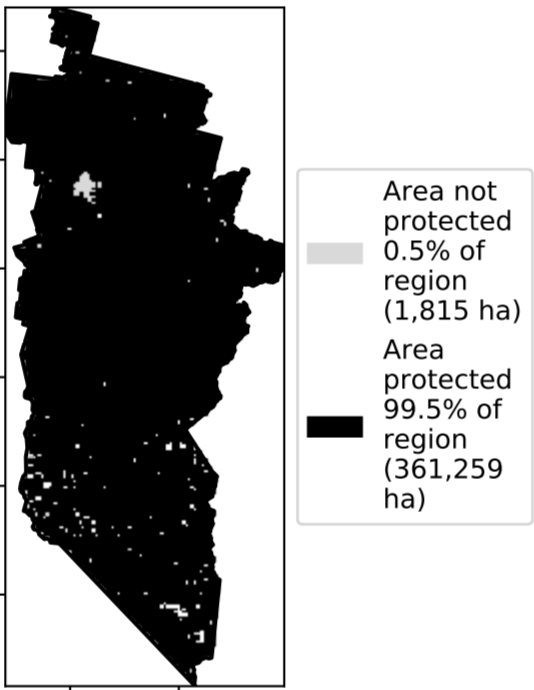 Area not
protected
0.5% of
region
(1,815 ha)
Area
protected
99.5% of
region
(361,259
ha)